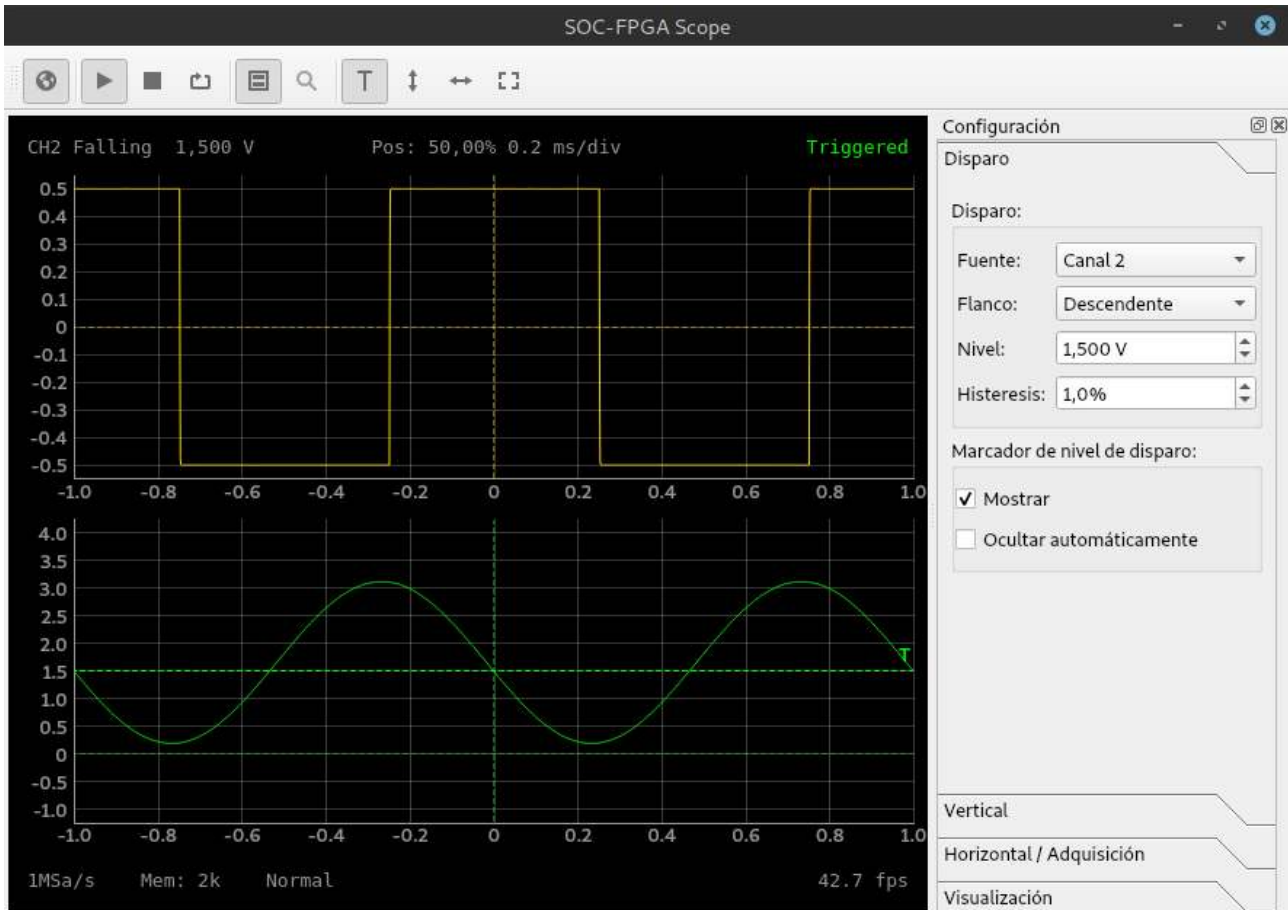 SOC-FPGA Scope
T
CH2 Falling 1,500 V Pos: 50,00% 0.2 ms/div Triggered
0.5
0.4
0.3
0.2
0.1
0
-0.1
-0.2
-0.3
-0.4
-0.5
-1.0 -0.8 -0.6 -0.4 -0.2 0 0.2 0.4 0.6 0.8 1.0
4.0
3.5
3.0
2.5
2.0
1.5 T
1.0
0.5
0
-0.5
-1.0
-1.0 -0.8 -0.6 -0.4 -0.2 0 0.2 0.4 0.6 0.8 1.0
1MSa/s Mem: 2k Normal 42.7 fps
Configuración
Disparo
Disparo:
Fuente: Canal 2
Flanco: Descendente
Nivel: 1,500 V
Histeresis: 1,0%
Marcador de nivel de disparo:
Mostrar
Ocultar automáticamente
Vertical
Horizontal / Adquisición
Visualización